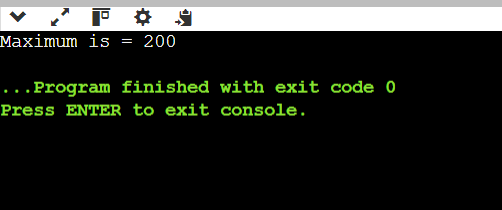 Maximum is = 200
...Program finished with exit code 0
Press ENTER to exit console.